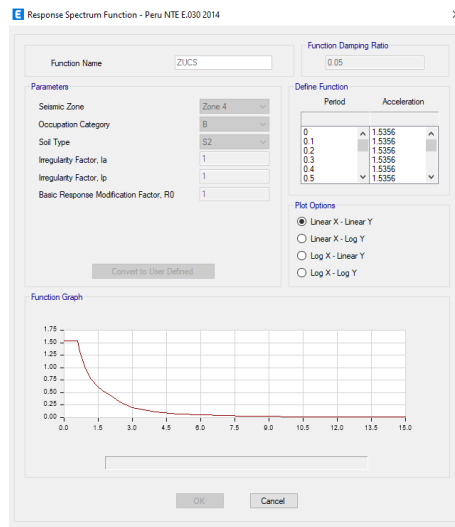 E Response Spectrum Function - Peru NTE E.030 2014
Function Name
ZUCS
Function Damping Ratio
0.05
Parameters
Seismic Zone
Zone 4
Occupation Category
B
Soil Type
S2
Irregularity Factor, Ia
1
Irregularity Factor, Ip
1
Basic Response Modification Factor, R0
1
Convert to User Defined
Define Function
Period Acceleration
0 1.5356
0.1 1.5356
0.2 1.5356
0.3 1.5356
0.4 1.5356
0.5 1.5356
Plot Options
Linear X - Linear Y
Linear X - Log Y
Log X - Linear Y
Log X - Log Y
Function Graph
1.75
1.50
1.25
1.00
0.75
0.50
0.25
0.00
0.0 1.5 3.0 4.5 6.0 7.5 9.0 10.5 12.0 13.5 15.0
OK Cancel